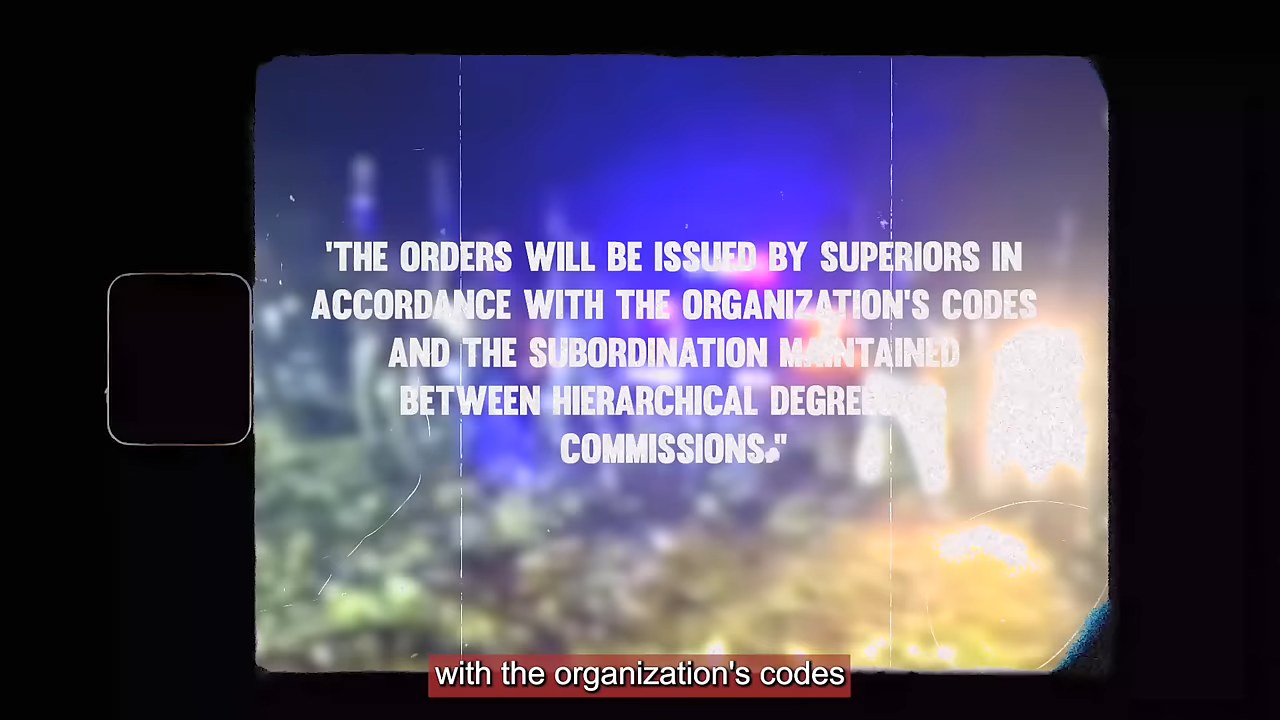 'THE ORDERS WILL BE ISSUED BY SUPERIORS IN
ACCORDANCE WITH THE ORGANIZATION'S CODES
AND THE SUBORDINATION MAINTAINED
BETWEEN HIERARCHICAL
COMMISSIONS."
with the organization's codes